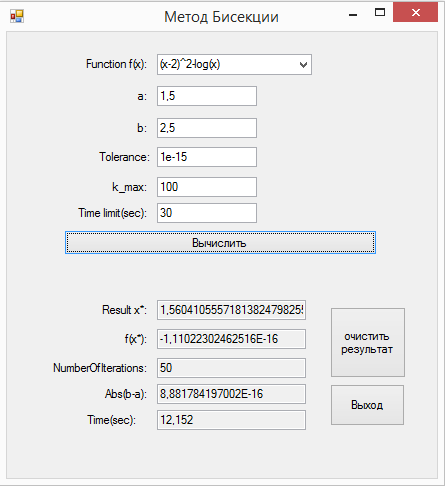 Метод Бисекции
Function f(x): (x-2)^2-log(x)
a: 1,5
b: 2,5
Tolerance: 1e-15
k_max: 100
Time limit(sec): 30
Вычислить
Result x*: 1,560410555718138247982
f(x*): -1,11022302462516E-16
очистить
результат
NumberOfIterations: 50
Abs(b-a): 8,881784197002E-16
Выход
Time(sec): 12,152